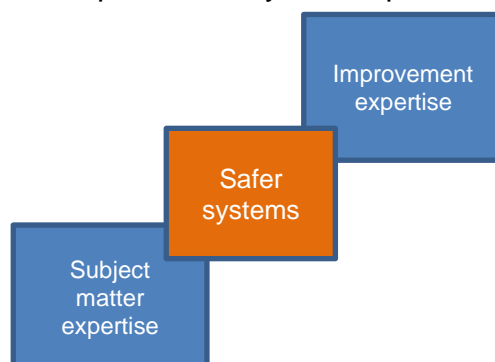 Improvement
expertise
Safer
systems
Subject
matter
expertise